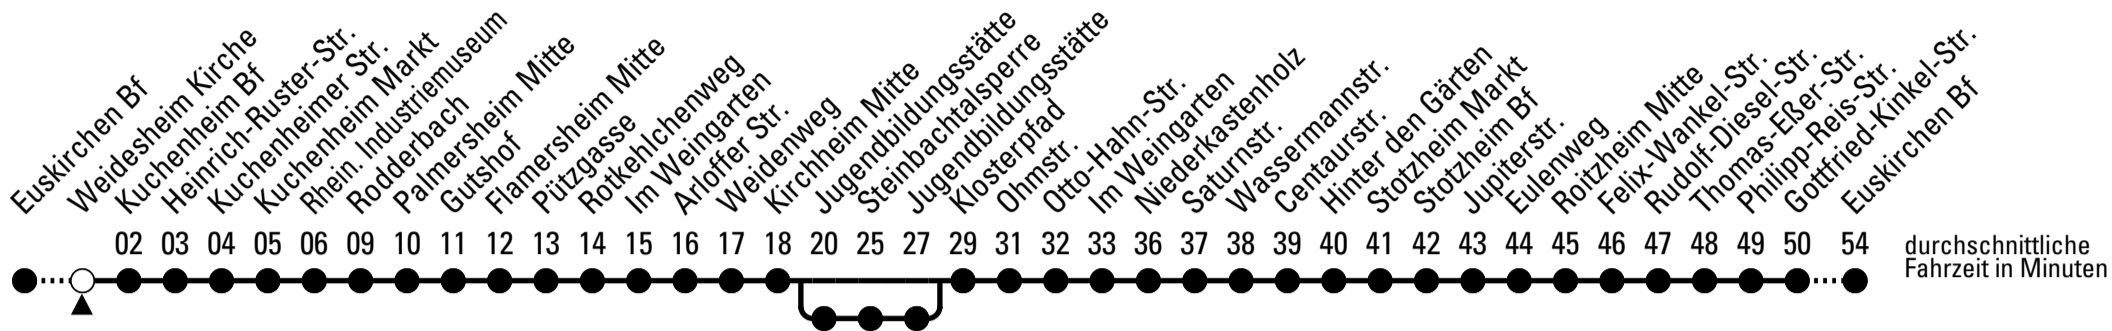 Euskirchen Bf
Weidesheim Kirche
Kuchenheim Bf
Heinrich-Ruster-Str.
Kuchenheimer Str.
Kuchenheim Markt
Rhein. Industriemuseum
Rodderbach
Palmersheim Mitte
Gutshof
Flamersheim Mitte
Pützgasse
Rotkehlchenweg
Im Weingarten
Arloffer Str.
Weidenweg
Kirchheim Mitte
Jugendbildungsstätte
Steinbachtalsperre
Jugendbildungsstätte
Klosterpfad
Ohmstr.
Otto-Hahn-Str.
Im Weingarten
Niederkastenholz
Saturnstr.
Wassermannstr.
Centaurstr.
Hinter den Gärten
Stotzheim Markt
Stotzheim Bf
Jupiterstr.
Eulenweg
Roitzheim Mitte
Felix-Wankel-Str.
Rudolf-Diesel-Str.
Thomas-Eßer-Str.
Philipp-Reis-Str.
Gottfried-Kinkel-Str.
Euskirchen Bf
02 03 04 05 06 09 10 11 12 13 14 15 16 17 18 20 25 27 29 31 32 33 36 37 38 39 40 41 42 43 44 45 46 47 48 49 50 54
durchschnittliche
Fahrzeit in Minuten